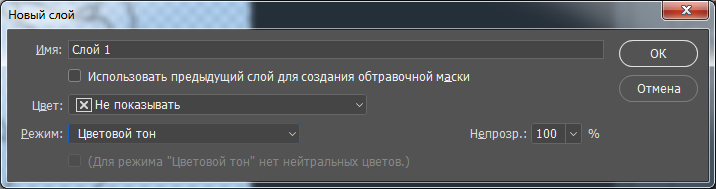 Новый слой
Имя: Слой 1
ОК
Использовать предыдущий слой для создания обтравочной маски
Отмена
Цвет: Не показывать
Режим: Цветовой тон Непрозр.: 100 %
(Для режима "Цветовой тон" нет нейтральных цветов.)